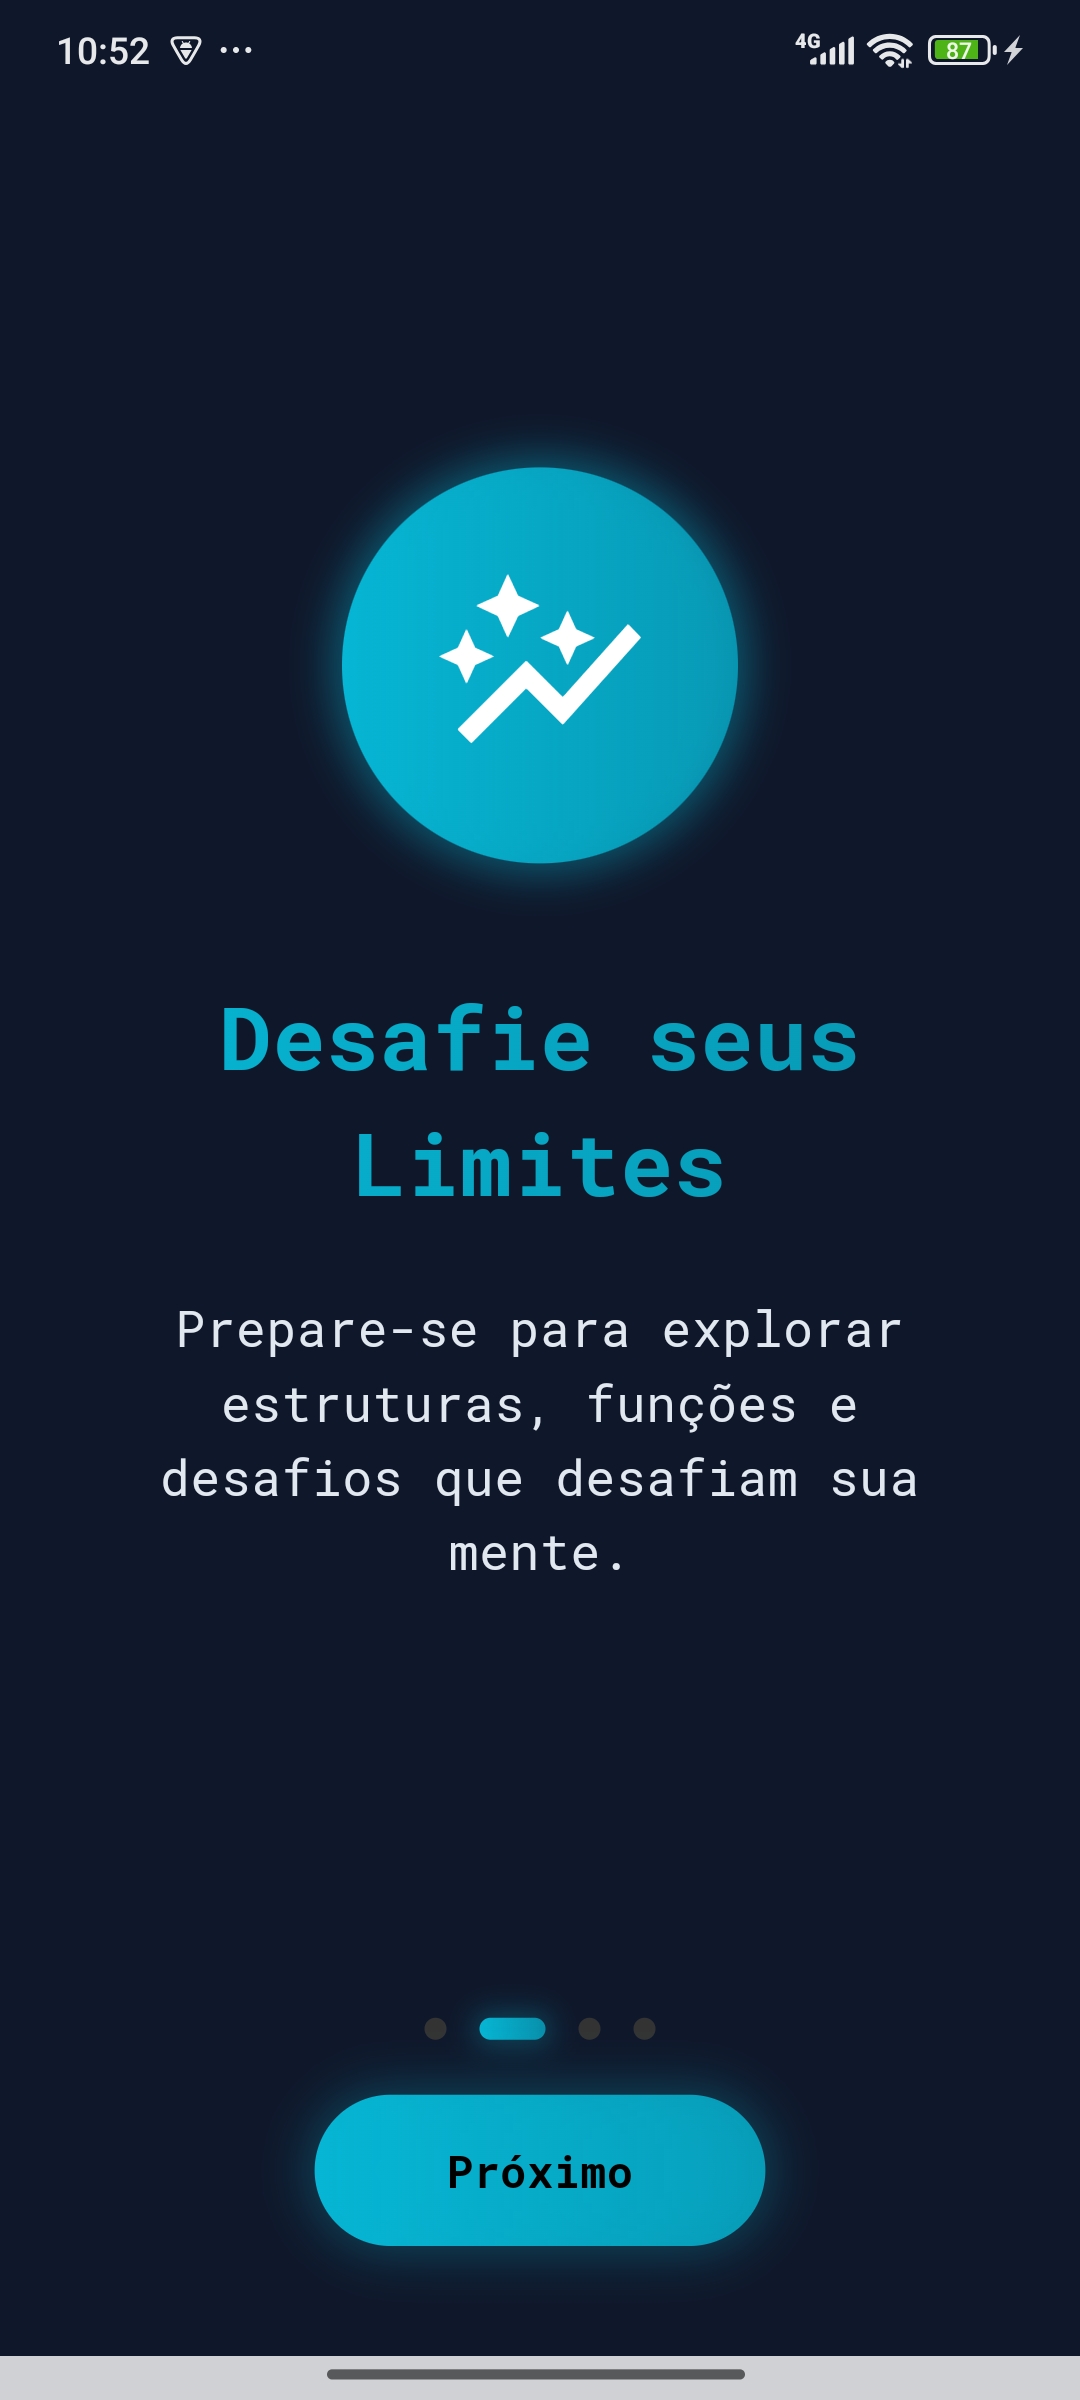 10:52
4G
87
Desafie seus
Limites
Prepare-se para explorar
estruturas, funções e
desafios que desafiam sua
mente.
Próximo